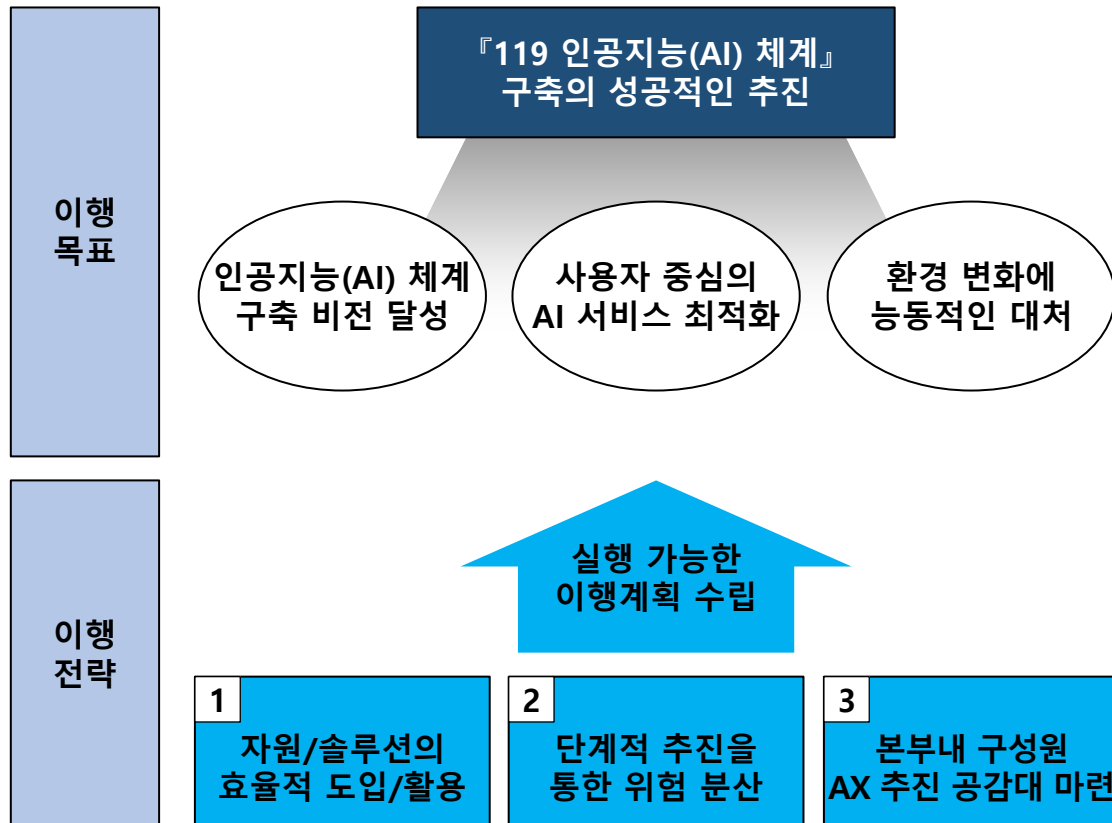 『119 인공지능(AI) 체계』
구축의 성공적인 추진
이행
목표
인공지능(AI) 체계
구축 비전 달성
사용자 중심의
AI 서비스 최적화
환경 변화에
능동적인 대처
실행 가능한
이행계획 수립
이행
전략
1
자원/솔루션의
효율적 도입/활용
2
단계적 추진을
통한 위험 분산
3
본부내 구성원
AX 추진 공감대 마련